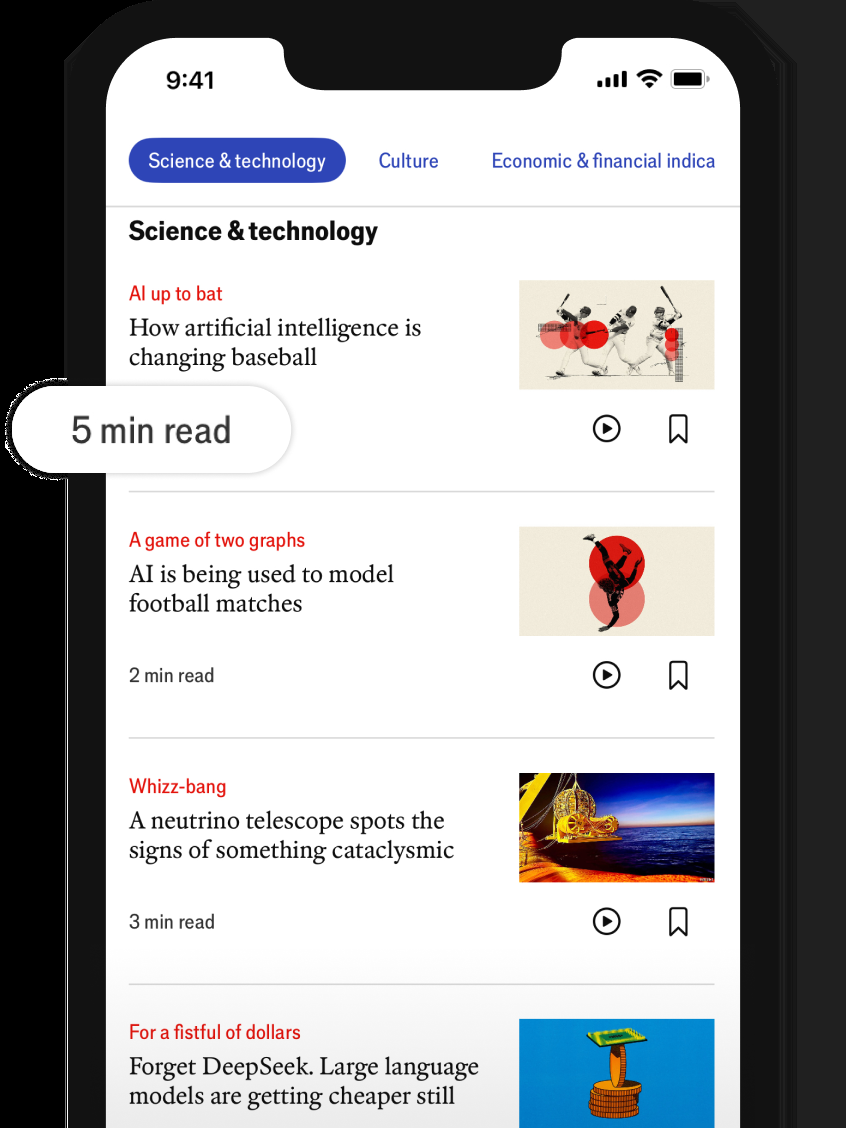 9:41
Science & technology
Culture
Economic & financial indica
Science & technology
AI up to bat
How artificial intelligence is
changing baseball
5 min read
A game of two graphs
AI is being used to model
football matches
2 min read
Whizz-bang
A neutrino telescope spots the
signs of something cataclysmic
3 min read
For a fistful of dollars
Forget DeepSeek. Large language
models are getting cheaper still